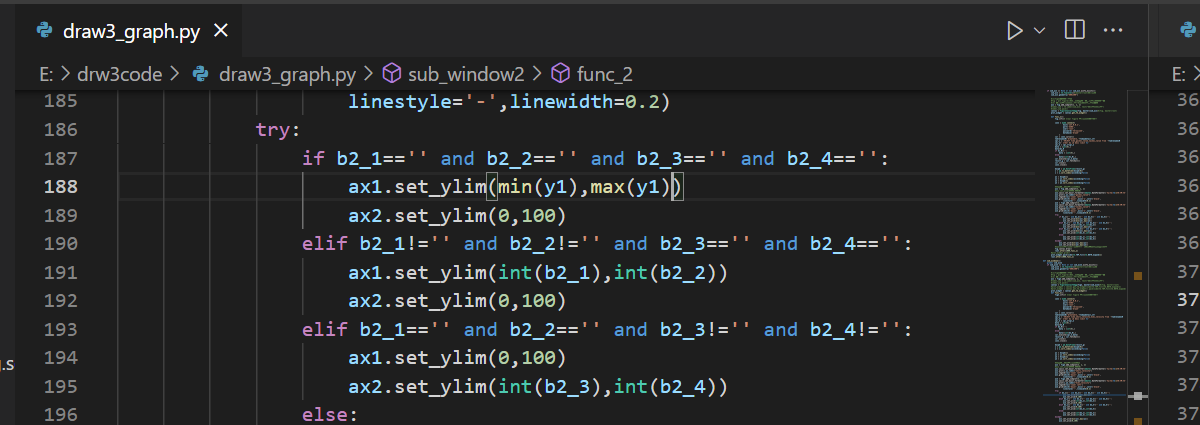 draw3_graph.py
E: > drw3code > draw3_graph.py > sub_window2 > func_2
E:
185 linestyle='-',linewidth=0.2)
186 try:
187 if b2_1=='' and b2_2=='' and b2_3=='' and b2_4=='':
188 ax1.set_ylim(min(y1),max(y1))
189 ax2.set_ylim(0,100)
190 elif b2_1!='' and b2_2!='' and b2_3=='' and b2_4=='':
191 ax1.set_ylim(int(b2_1),int(b2_2))
192 ax2.set_ylim(0,100)
193 elif b2_1=='' and b2_2=='' and b2_3!='' and b2_4!='':
194 ax1.set_ylim(0,100)
195 ax2.set_ylim(int(b2_3),int(b2_4))
196 else:
.s
36
36
36
36
36
36
37
37
37
37
37
37